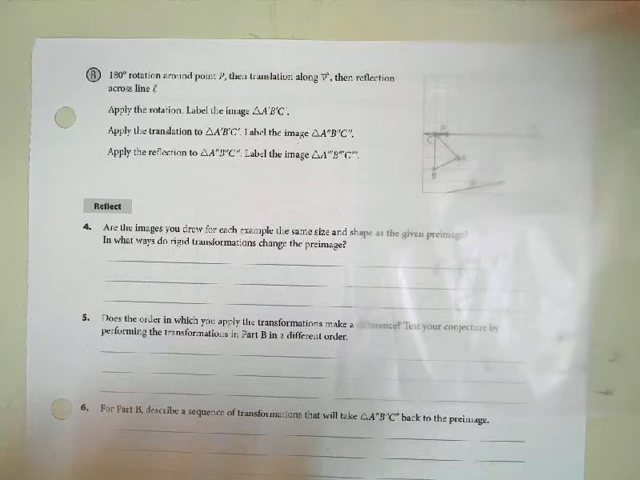 B 180° rotation around point P, then translation along v⃗, then reflection
across line ℓ
Apply the rotation. Label the image △A′B′C′.
Apply the translation to △A′B′C′. Label the image △A″B″C″.
Apply the reflection to △A″B″C″. Label the image △A‴B‴C‴.
Reflect
4. Are the images you drew for each example the same size and shape as the given preimage?
In what ways do rigid transformations change the preimage?
5. Does the order in which you apply the transformations make a difference? Test your conjecture by
performing the transformations in Part B in a different order.
6. For Part B, describe a sequence of transformations that will take △A″B″C″ back to the preimage.